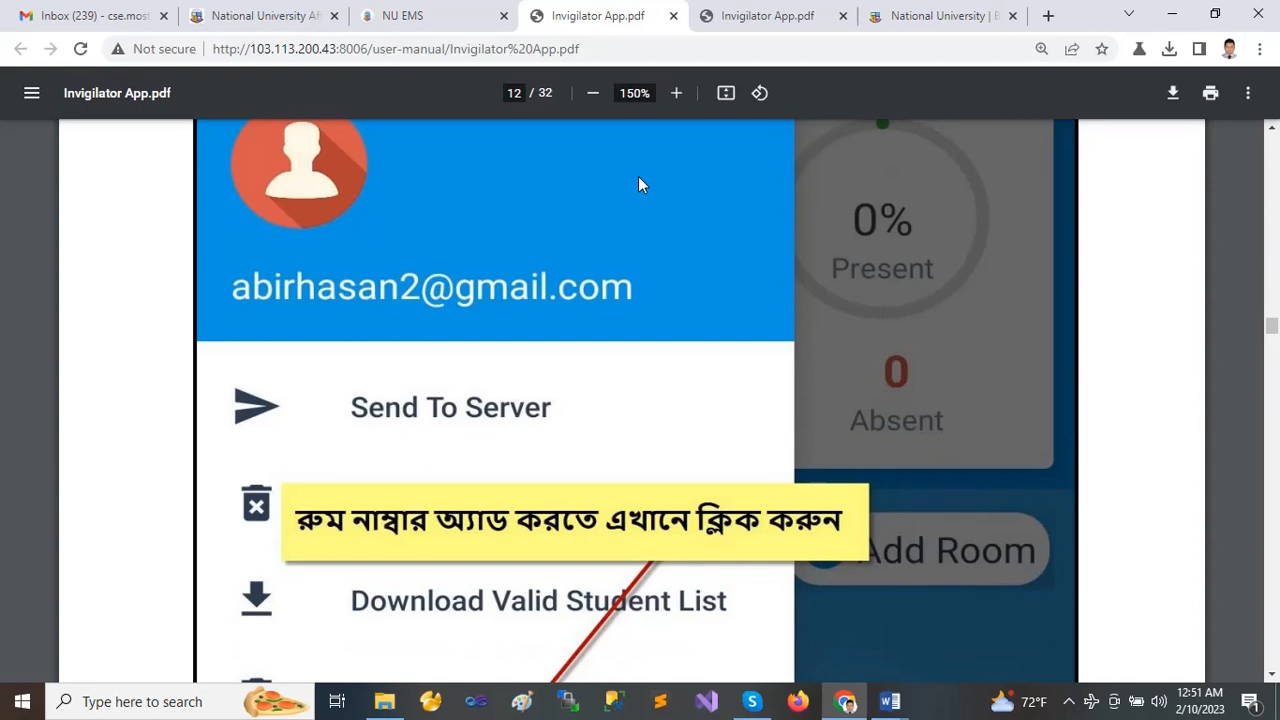 Inbox (239) - cse.most
National University Af
NU EMS
Invigilator App.pdf
Invigilator App.pdf
National University | B
Not secure
http://103.113.200.43:8006/user-manual/Invigilator%20App.pdf
Invigilator App.pdf
12 / 32
150%
0%
Present
abirhasan2@gmail.com
0
Absent
Send To Server
রুম নাম্বার অ্যাড করতে এখানে ক্লিক করুন
Add Room
Download Valid Student List
Type here to search
72°F
12:51 AM
2/10/2023
1